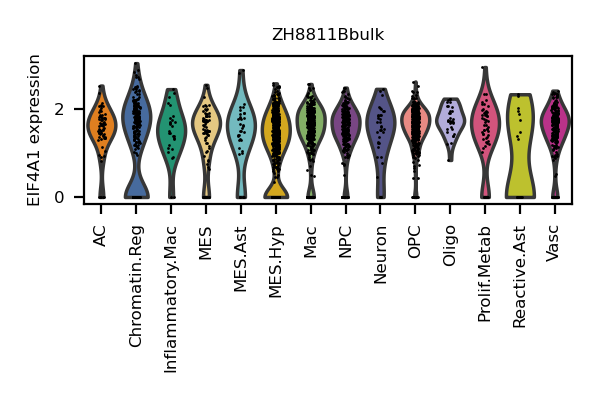 ZH8811Bbulk
EIF4A1 expression
2
0
AC
Chromatin.Reg
Inflammatory.Mac
MES
MES.Ast
MES.Hyp
Mac
NPC
Neuron
OPC
Oligo
Prolif.Metab
Reactive.Ast
Vasc